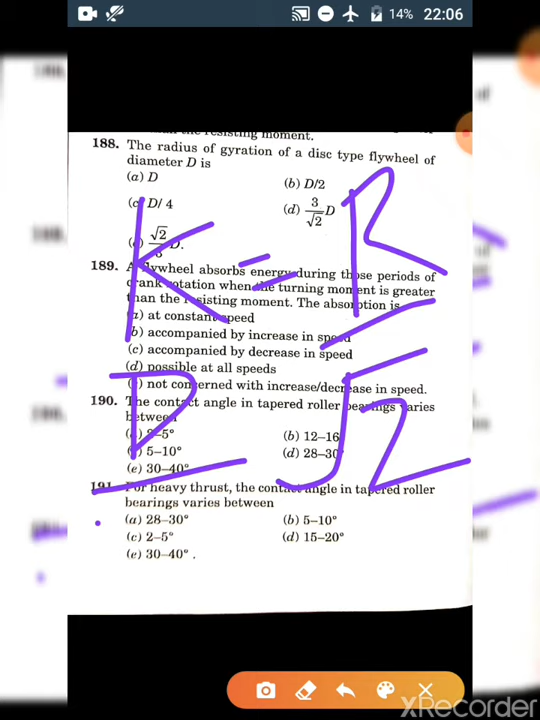 14% 22:06
than the resisting moment.
188. The radius of gyration of a disc type flywheel of
diameter D is
(a) D
(b) D/2
(c) D/ 4
(d) 3/√2 D
√2
D.
189. A flywheel absorbs energy during those periods of
crank rotation when the turning moment is greater
than the resisting moment. The absorption is
(a) at constant speed
(b) accompanied by increase in speed
(c) accompanied by decrease in speed
(d) possible at all speeds
(e) not concerned with increase/decrease in speed.
190. The contact angle in tapered roller bearings varies
between
2–5°
(b) 12–16
5–10°
(d) 28–30°
(e) 30–40°
191. For heavy thrust, the contact angle in tapered roller
bearings varies between
(a) 28–30°
(b) 5–10°
(c) 2–5°
(d) 15–20°
(e) 30–40° .
K = R
D √2
XRecorder